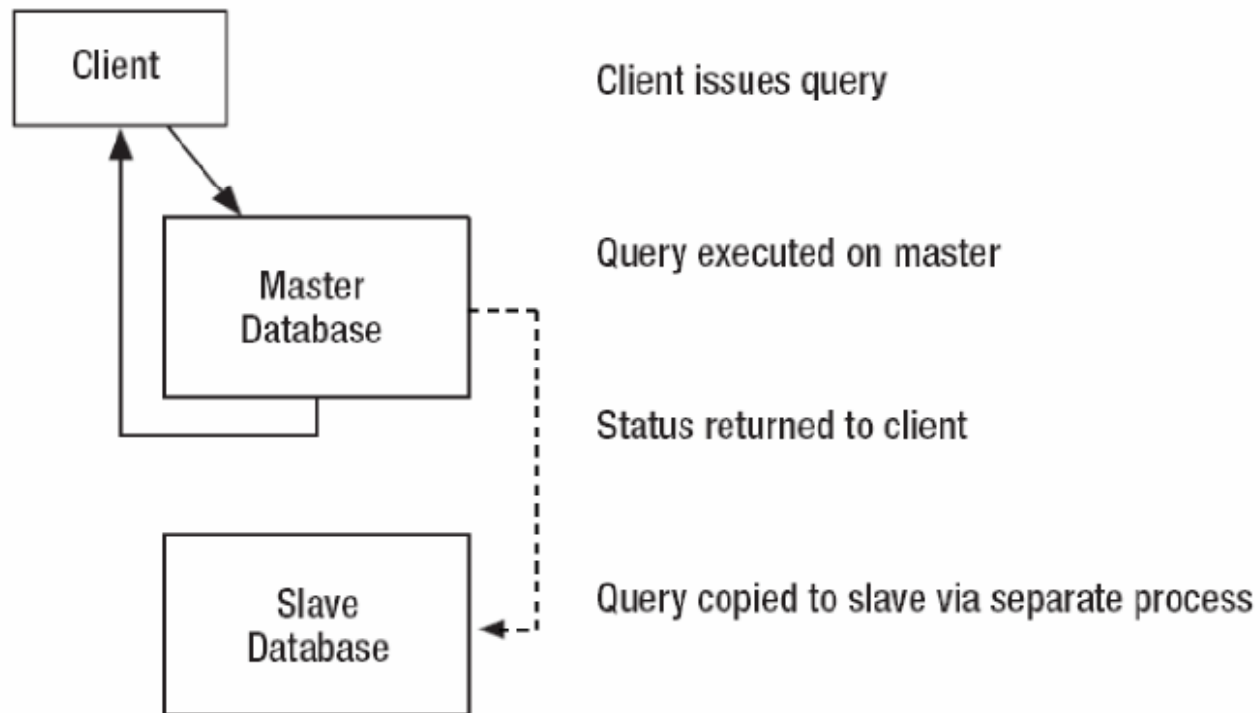 Client
Client issues query
Master
Database
Query executed on master
Status returned to client
Slave
Database
Query copied to slave via separate process